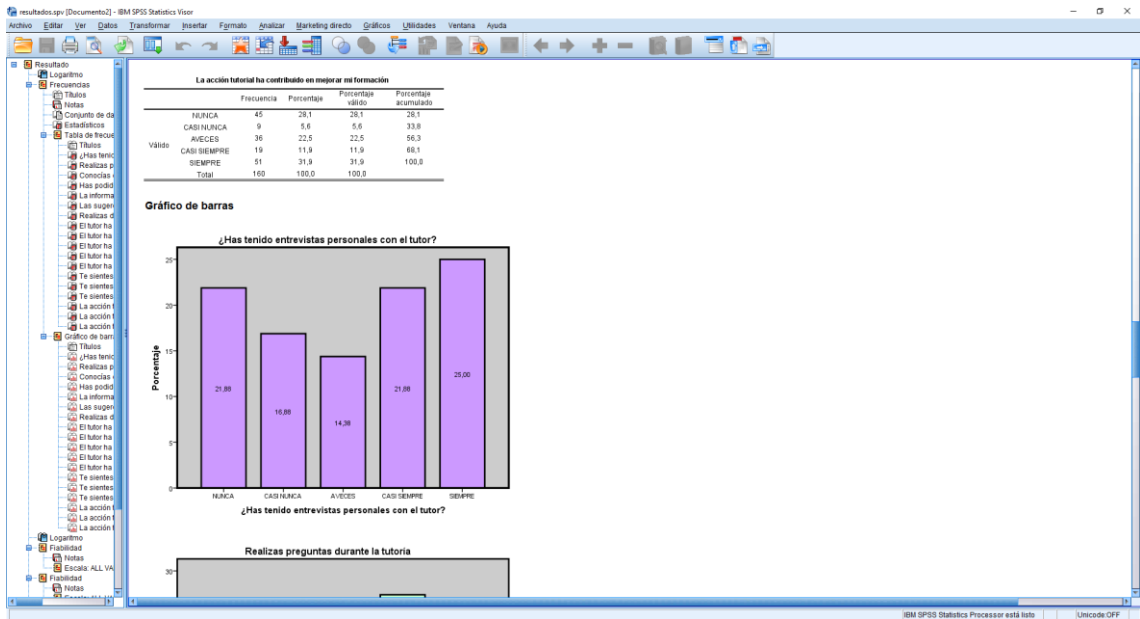 resultados.spv [Documento2] - IBM SPSS Statistics Visor
Archivo Editar Ver Datos Transformar Insertar Formato Analizar Marketing directo Gráficos Utilidades Ventana Ayuda
Resultado
Logaritmo
Frecuencias
Títulos
Notas
Conjunto de da
Estadísticos
Tabla de frecue
Títulos
¿Has tenic
Realizas p
Conocías
Has podid
La informa
Las sugere
Realizas d
El tutor ha
El tutor ha
El tutor ha
El tutor ha
El tutor ha
Te sientes
Te sientes
Te sientes
La acción t
La acción t
La acción t
Gráfico de barr
Títulos
¿Has tenic
Realizas p
Conocías
Has podid
La informa
Las sugere
Realizas d
El tutor ha
El tutor ha
El tutor ha
El tutor ha
El tutor ha
Te sientes
Te sientes
Te sientes
La acción t
La acción t
La acción t
Logaritmo
Fiabilidad
Notas
Escala: ALL VA
Fiabilidad
Notas
La acción tutorial ha contribuido en mejorar mi formación
Frecuencia Porcentaje Porcentaje válido Porcentaje acumulado
Válido NUNCA 45 28,1 28,1 28,1
CASI NUNCA 9 5,6 5,6 33,8
AVECES 36 22,5 22,5 56,3
CASI SIEMPRE 19 11,9 11,9 68,1
SIEMPRE 51 31,9 31,9 100,0
Total 160 100,0 100,0
Gráfico de barras
¿Has tenido entrevistas personales con el tutor?
Porcentaje
25
20
15
10
5
0
21,88 16,88 14,38 21,88 25,00
NUNCA CASI NUNCA AVECES CASI SIEMPRE SIEMPRE
¿Has tenido entrevistas personales con el tutor?
Realizas preguntas durante la tutoría
30
IBM SPSS Statistics Processor está listo Unicode:OFF